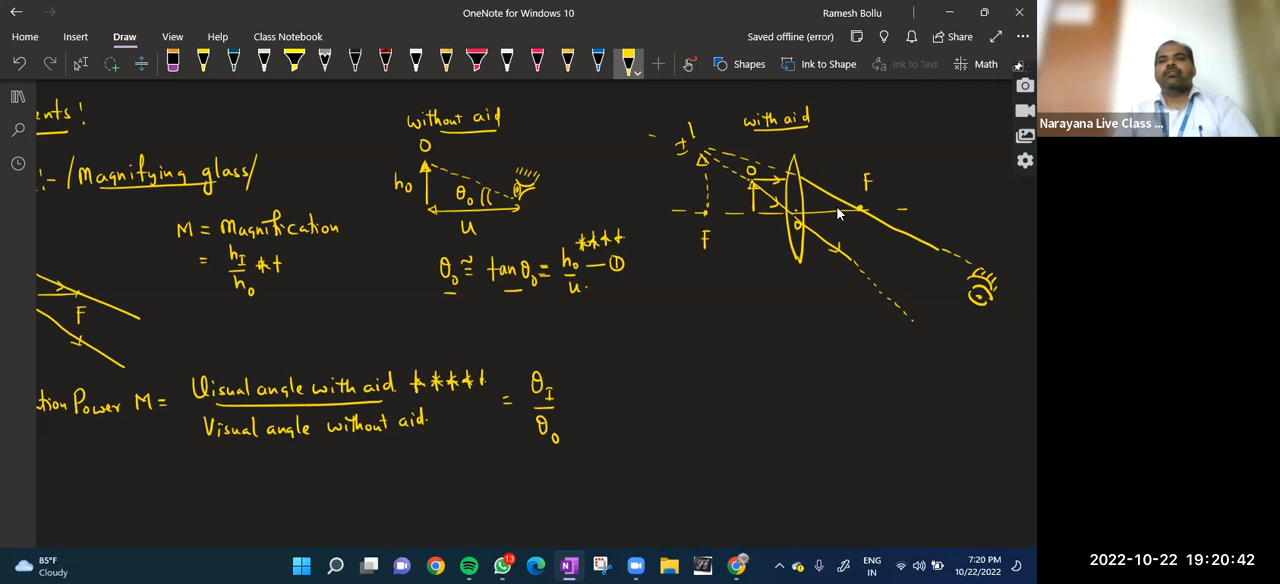 OneNote for Windows 10
Ramesh Bollu
Home Insert Draw View Help Class Notebook
Saved offline (error)
Share
Shapes
Ink to Shape
Ink to Text
Math
Narayana Live Class ...
ents!
:- /Magnifying glass/
M = Magnification
= hI/h0
F
without aid
O
h0
θ0
u
θ0 ≅ tan θ0 = h0/u — ①
with aid
I
O
F
F
O
tion Power M = Visual angle with aid / Visual angle without aid = θI/θ0
85°F
Cloudy
13
ENG
IN
7:20 PM
10/22/2022
2022-10-22 19:20:42